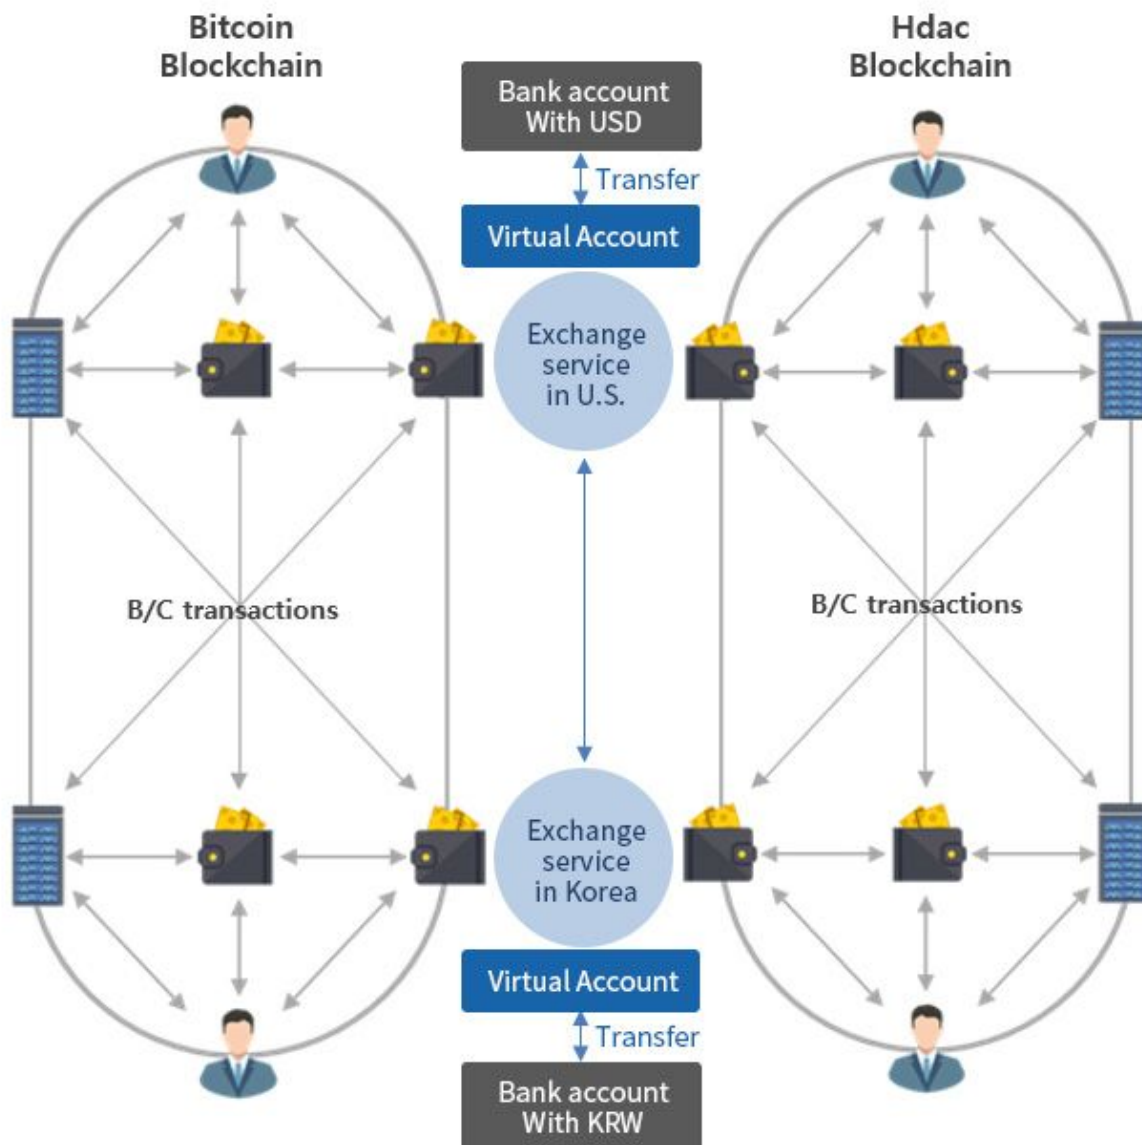 Bitcoin
Blockchain
Hdac
Blockchain
Bank account
With USD
Transfer
Virtual Account
Exchange
service
in U.S.
B/C transactions
B/C transactions
Exchange
service
in Korea
Virtual Account
Transfer
Bank account
With KRW